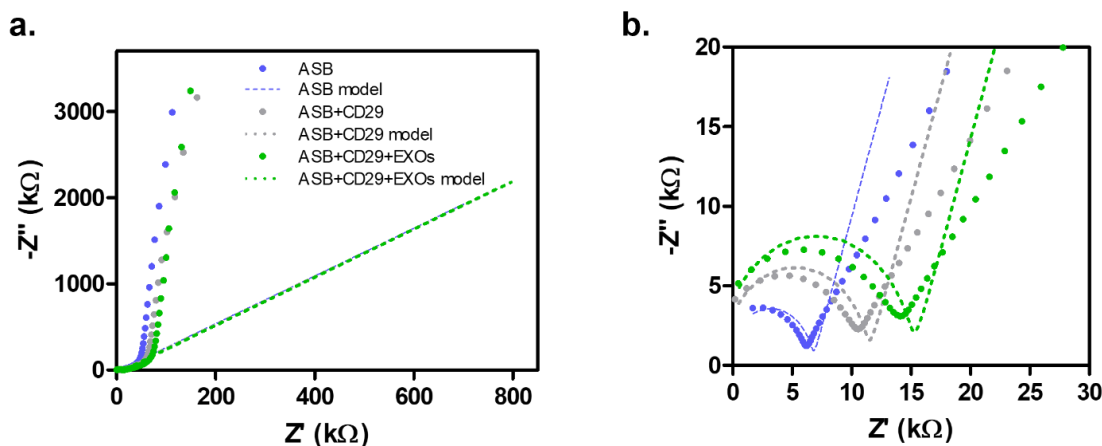 a.
3000
2000
1000
0
-Z" (kΩ)
0 200 400 600 800
Z' (kΩ)
ASB
ASB model
ASB+CD29
ASB+CD29 model
ASB+CD29+EXOs
ASB+CD29+EXOs model
b.
20
15
10
5
0
-Z" (kΩ)
0 5 10 15 20 25 30
Z' (kΩ)